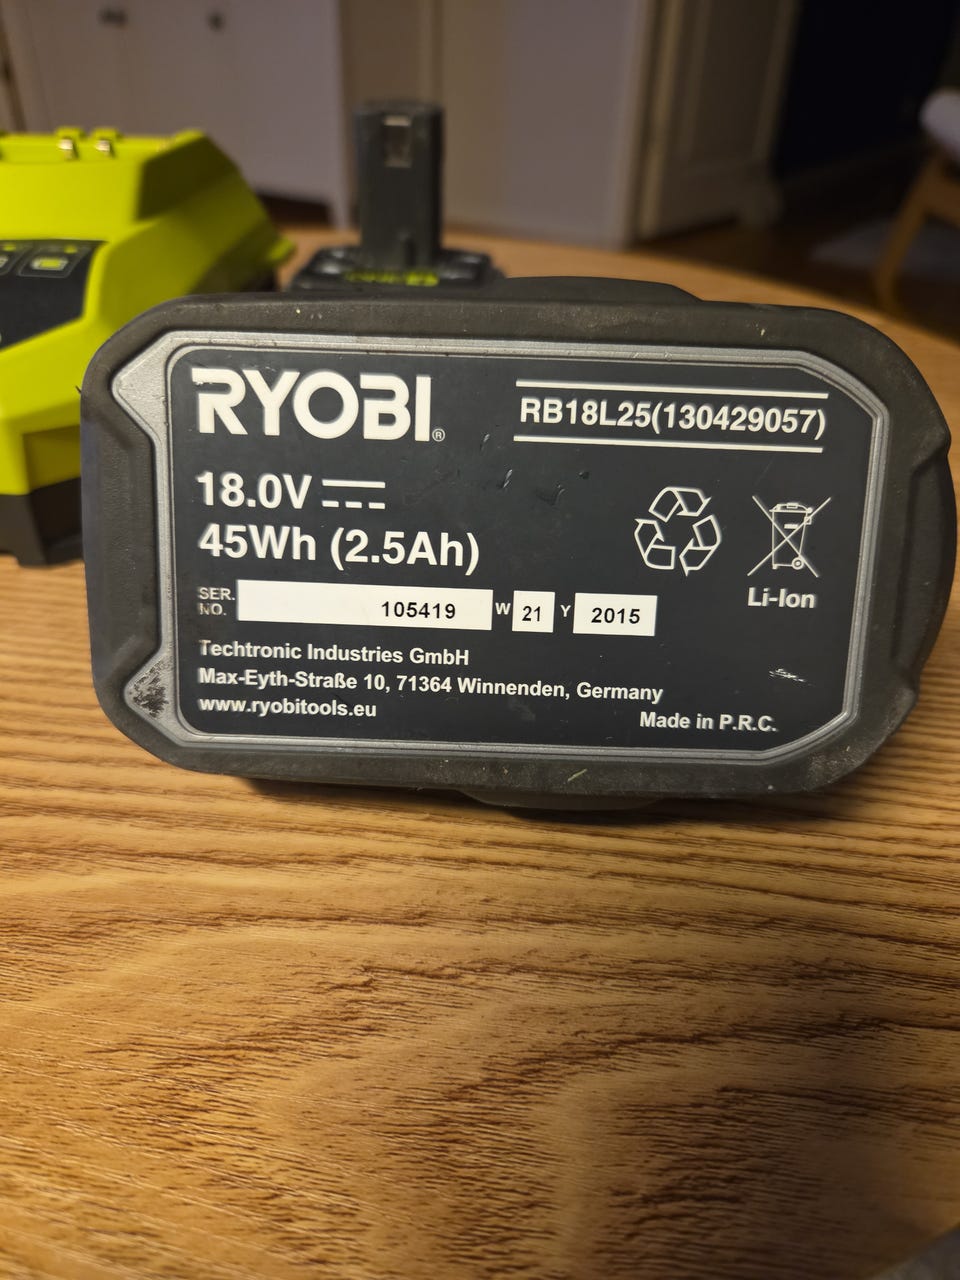 RYOBI®
RB18L25(130429057)
18.0V
45Wh (2.5Ah)
Li-Ion
SER. NO. 105419 W 21 Y 2015
Techtronic Industries GmbH
Max-Eyth-Straße 10, 71364 Winnenden, Germany
www.ryobitools.eu
Made in P.R.C.